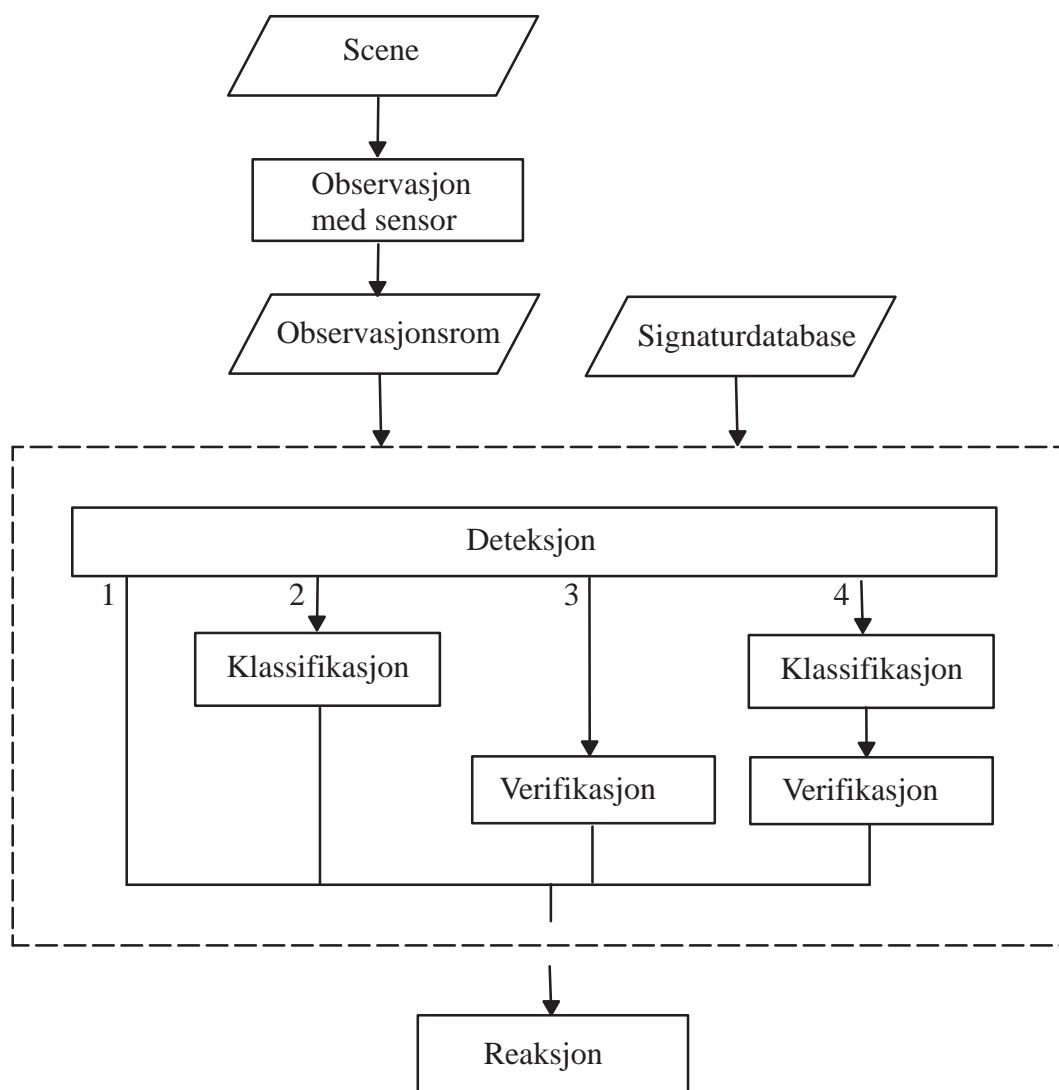 Scene
Observasjon
med sensor
Observasjonsrom
Signaturdatabase
Deteksjon
1
2
3
4
Klassifikasjon
Klassifikasjon
Verifikasjon
Verifikasjon
Reaksjon